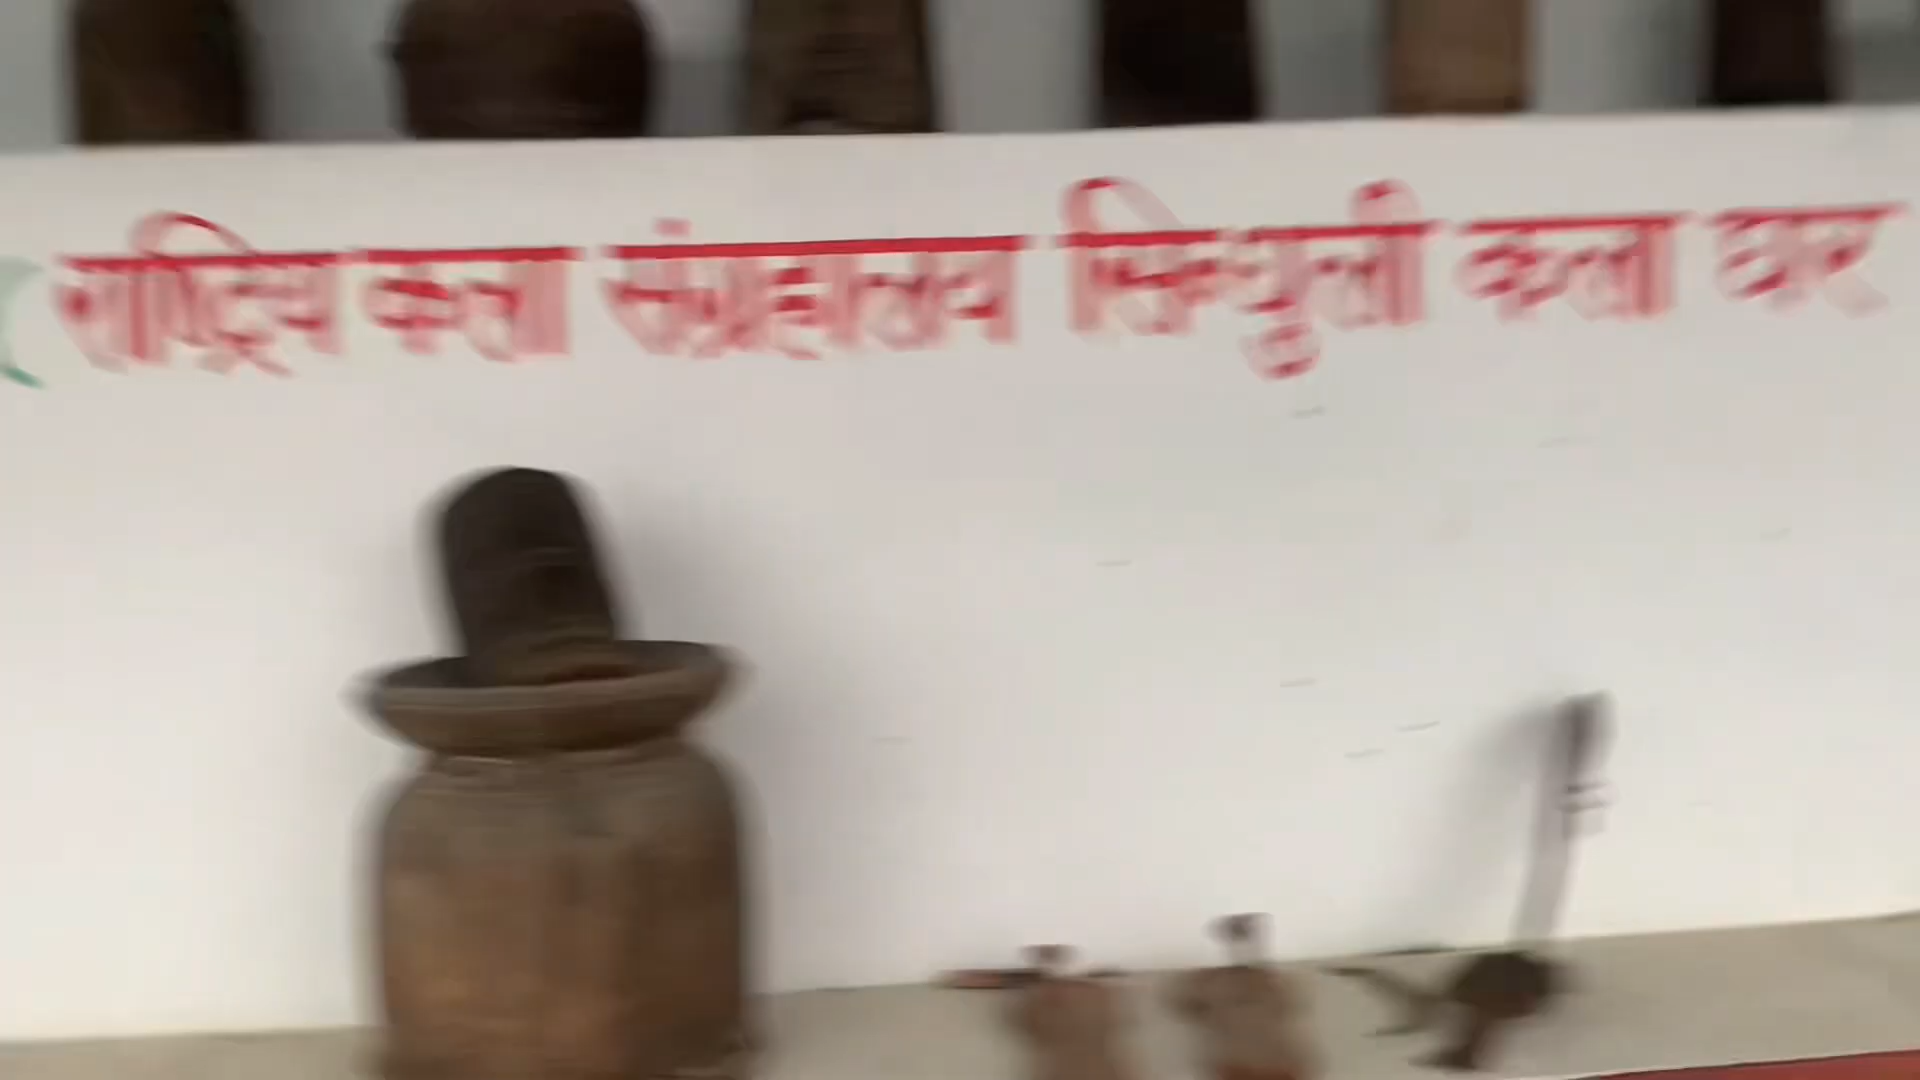 राष्ट्रिय कला संग्रहालय सिन्धुली कला घर